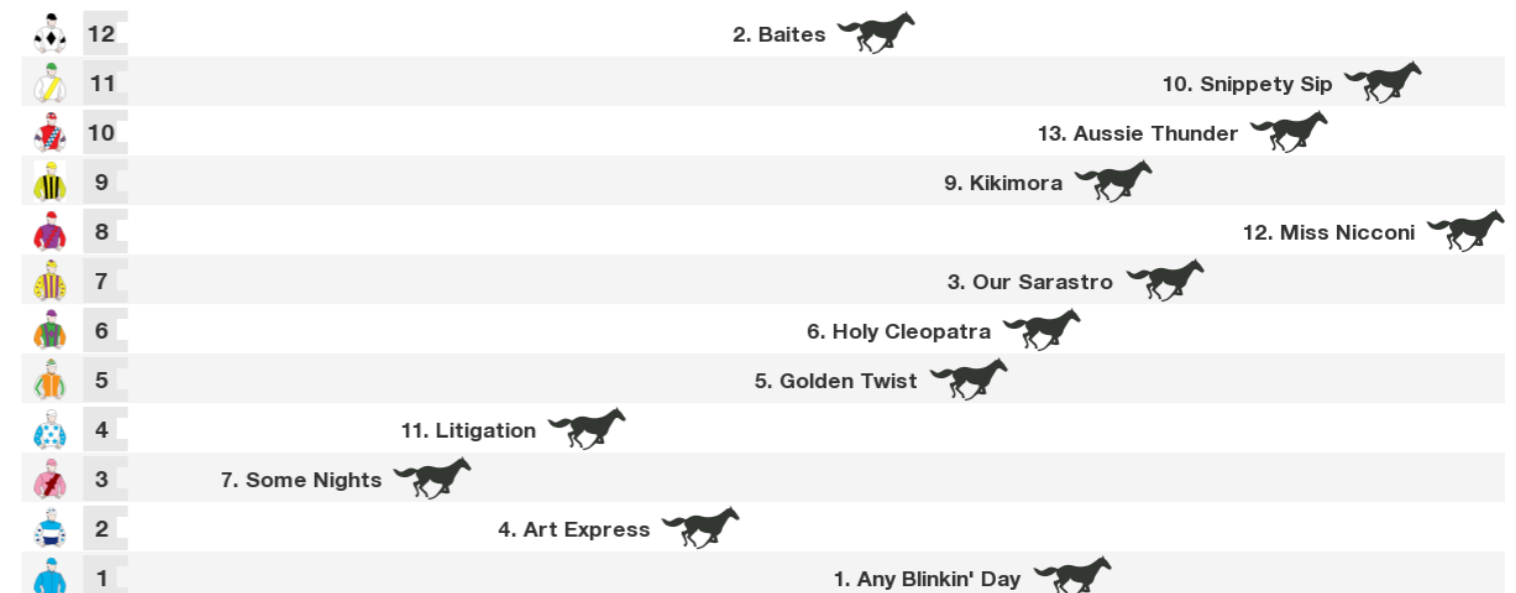 12 2. Baites
11 10. Snippety Sip
10 13. Aussie Thunder
9 9. Kikimora
8 12. Miss Nicconi
7 3. Our Sarastro
6 6. Holy Cleopatra
5 5. Golden Twist
4 11. Litigation
3 7. Some Nights
2 4. Art Express
1 1. Any Blinkin' Day